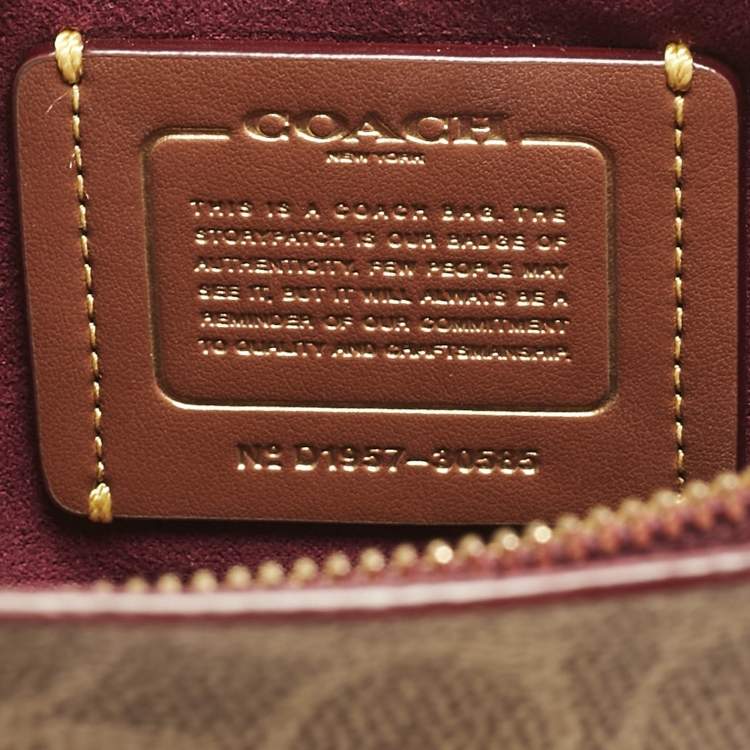 COACH
NEW YORK
THIS IS A COACH BAG. THE
STORYPATCH IS OUR BADGE OF
AUTHENTICITY. FEW PEOPLE MAY
SEE IT, BUT IT WILL ALWAYS BE A
REMINDER OF OUR COMMITMENT
TO QUALITY AND CRAFTSMANSHIP.
Nº D1957-30585